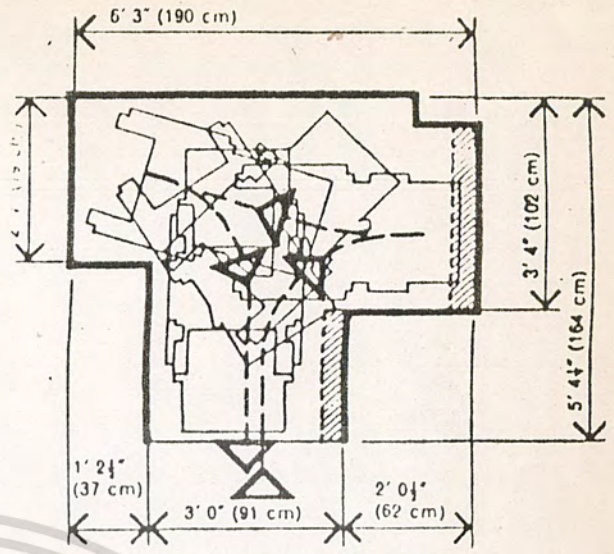 6' 3" (190 cm)
3' 4" (102 cm)
5' 4¼" (164 cm)
1' 2½"
(37 cm)
3' 0" (91 cm)
2' 0½"
(62 cm)